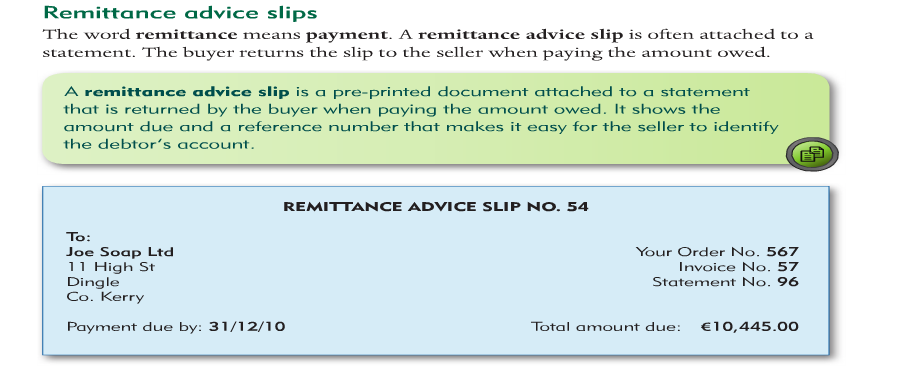 Remittance advice slips
The word remittance means payment. A remittance advice slip is often attached to a
statement. The buyer returns the slip to the seller when paying the amount owed.
A remittance advice slip is a pre-printed document attached to a statement
that is returned by the buyer when paying the amount owed. It shows the
amount due and a reference number that makes it easy for the seller to identify
the debtor's account.
REMITTANCE ADVICE SLIP NO. 54
To:
Joe Soap Ltd
11 High St
Dingle
Co. Kerry
Your Order No. 567
Invoice No. 57
Statement No. 96
Payment due by: 31/12/10 Total amount due: €10,445.00